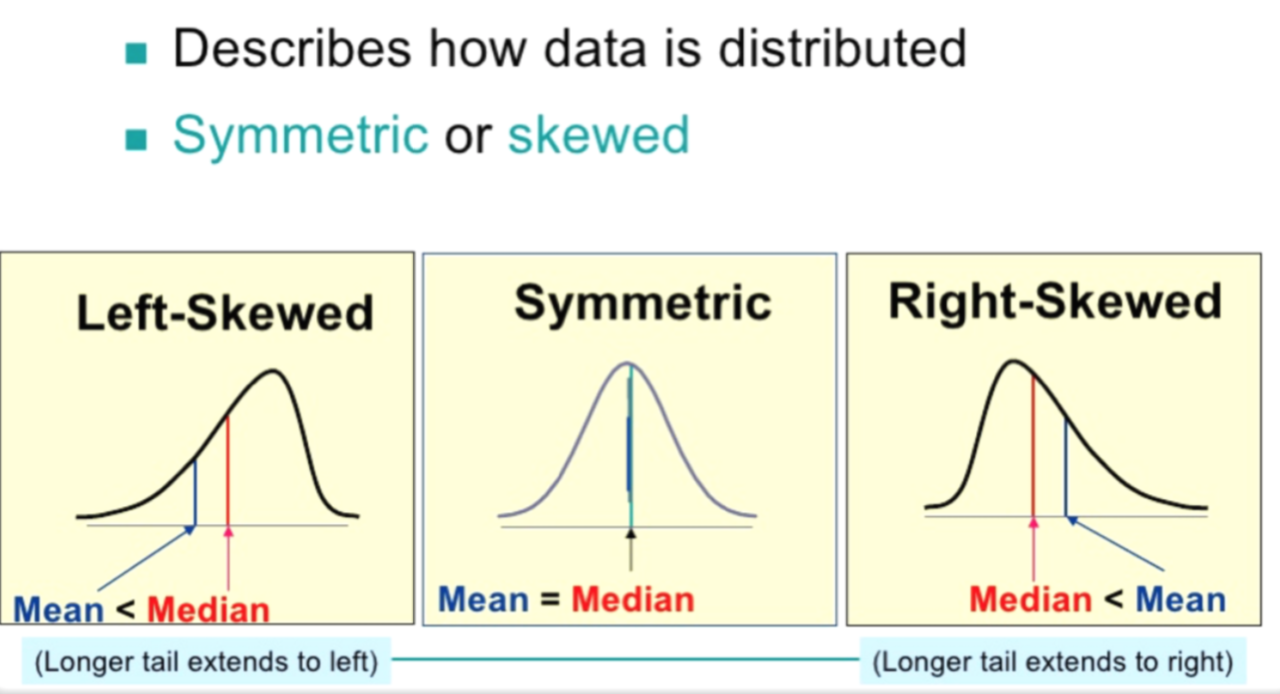 Describes how data is distributed
Symmetric or skewed
Left-Skewed
Mean < Median
(Longer tail extends to left)
Symmetric
Mean = Median
Right-Skewed
Median < Mean
(Longer tail extends to right)